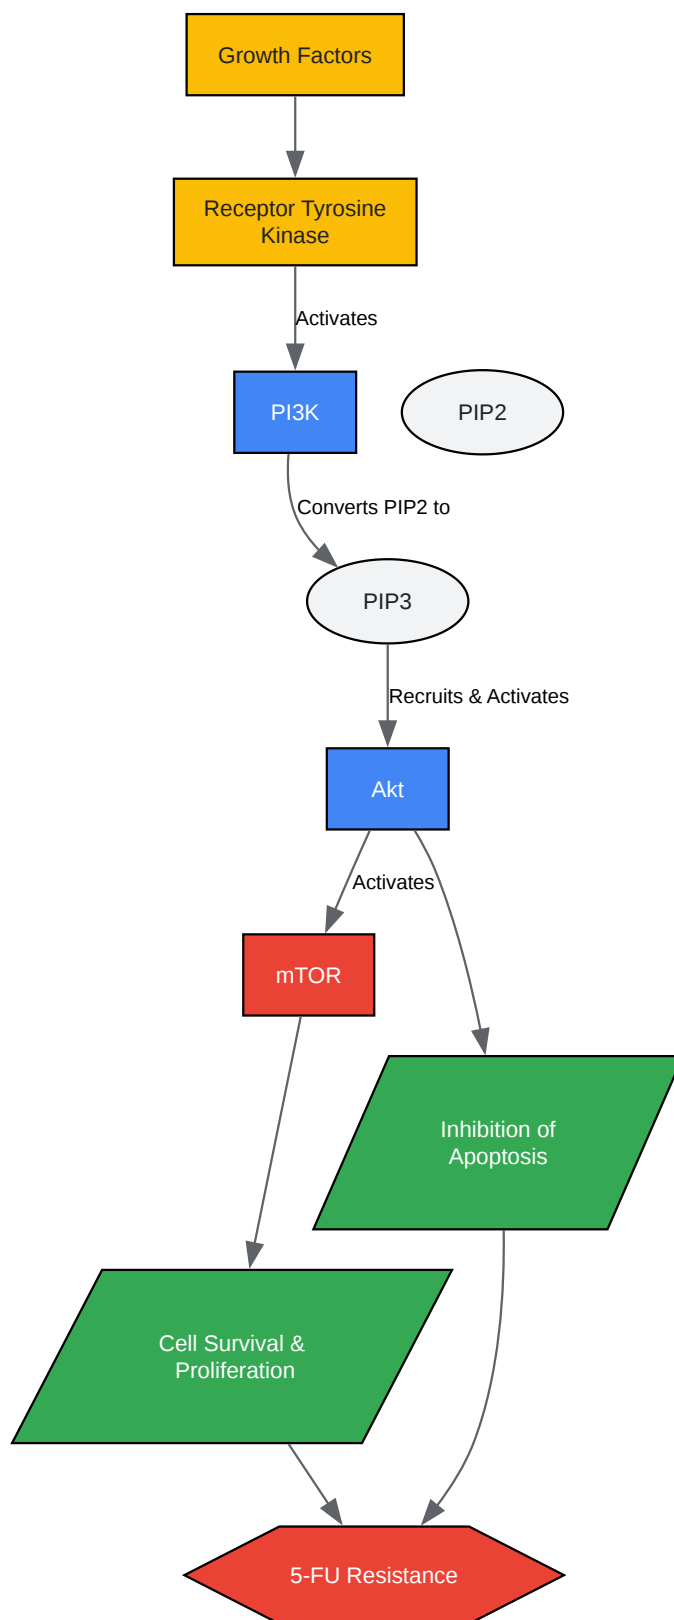 Growth Factors
Receptor Tyrosine
Kinase
Activates
PI3K
PIP2
Converts PIP2 to
PIP3
Recruits & Activates
Akt
Activates
mTOR
Inhibition of
Apoptosis
Cell Survival &
Proliferation
5-FU Resistance